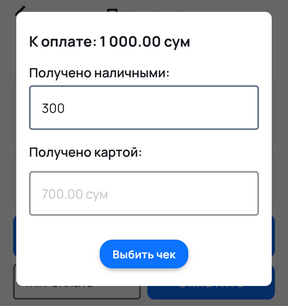 К оплате: 1 000.00 сум
Получено наличными:
300
Получено картой:
700.00 сум
Выбить чек